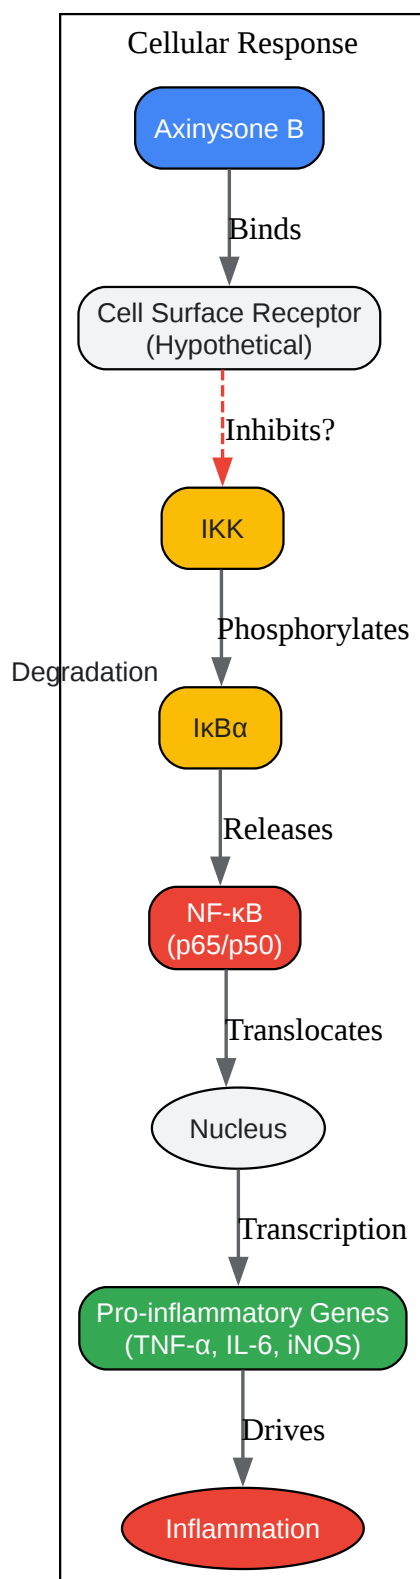 Cellular Response
Axinysone B
Binds
Cell Surface Receptor
(Hypothetical)
Inhibits?
IKK
Phosphorylates
Degradation
IκBα
Releases
NF-κB
(p65/p50)
Translocates
Nucleus
Transcription
Pro-inflammatory Genes
(TNF-α, IL-6, iNOS)
Drives
Inflammation